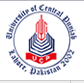 University of Central Punjab
UCP
Lahore, Pakistan 2002